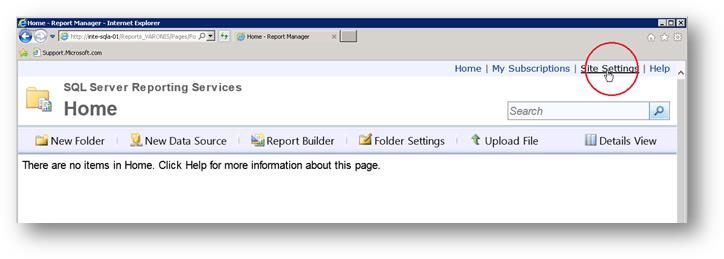 Home - Report Manager - Internet Explorer
http://irite-sqla-01/Reports_VARONIS/Pages/Fo
Home - Report Manager
Support.Microsoft.com
Home | My Subscriptions | Site Settings | Help
SQL Server Reporting Services
Home
Search
New Folder New Data Source Report Builder Folder Settings Upload File Details View
There are no items in Home. Click Help for more information about this page.